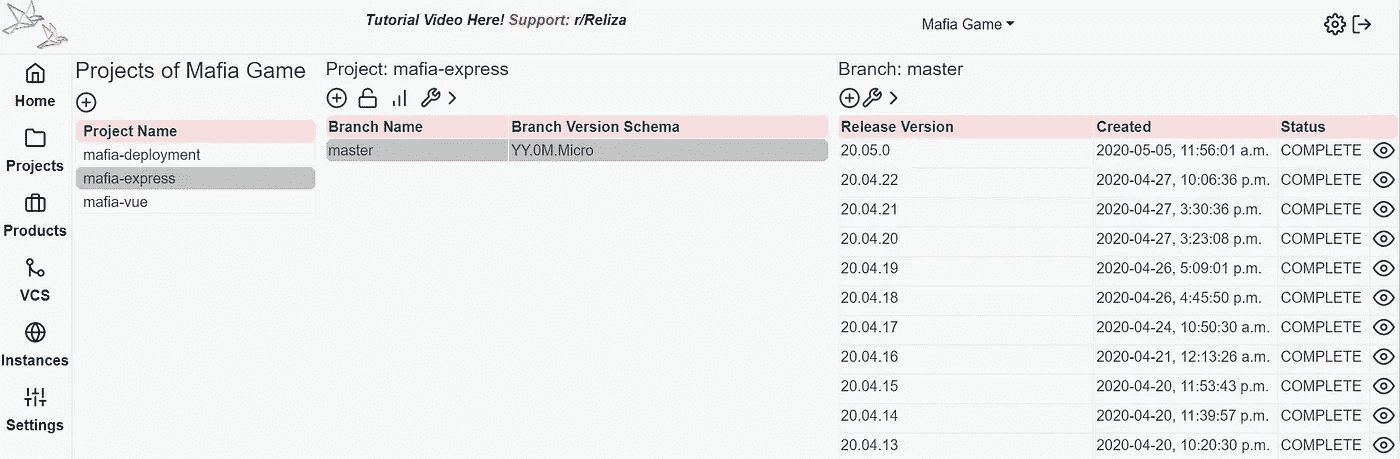 Tutorial Video Here! Support: r/Reliza
Mafia Game
Home
Projects
Products
VCS
Instances
Settings
Projects of Mafia Game
Project Name
mafia-deployment
mafia-express
mafia-vue
Project: mafia-express
Branch Name Branch Version Schema
master YY.0M.Micro
Branch: master
Release Version Created Status
20.05.0 2020-05-05, 11:56:01 a.m. COMPLETE
20.04.22 2020-04-27, 10:06:36 p.m. COMPLETE
20.04.21 2020-04-27, 3:30:36 p.m. COMPLETE
20.04.20 2020-04-27, 3:23:08 p.m. COMPLETE
20.04.19 2020-04-26, 5:09:01 p.m. COMPLETE
20.04.18 2020-04-26, 4:45:50 p.m. COMPLETE
20.04.17 2020-04-24, 10:50:30 a.m. COMPLETE
20.04.16 2020-04-21, 12:13:26 a.m. COMPLETE
20.04.15 2020-04-20, 11:53:43 p.m. COMPLETE
20.04.14 2020-04-20, 11:39:57 p.m. COMPLETE
20.04.13 2020-04-20, 10:20:30 p.m. COMPLETE